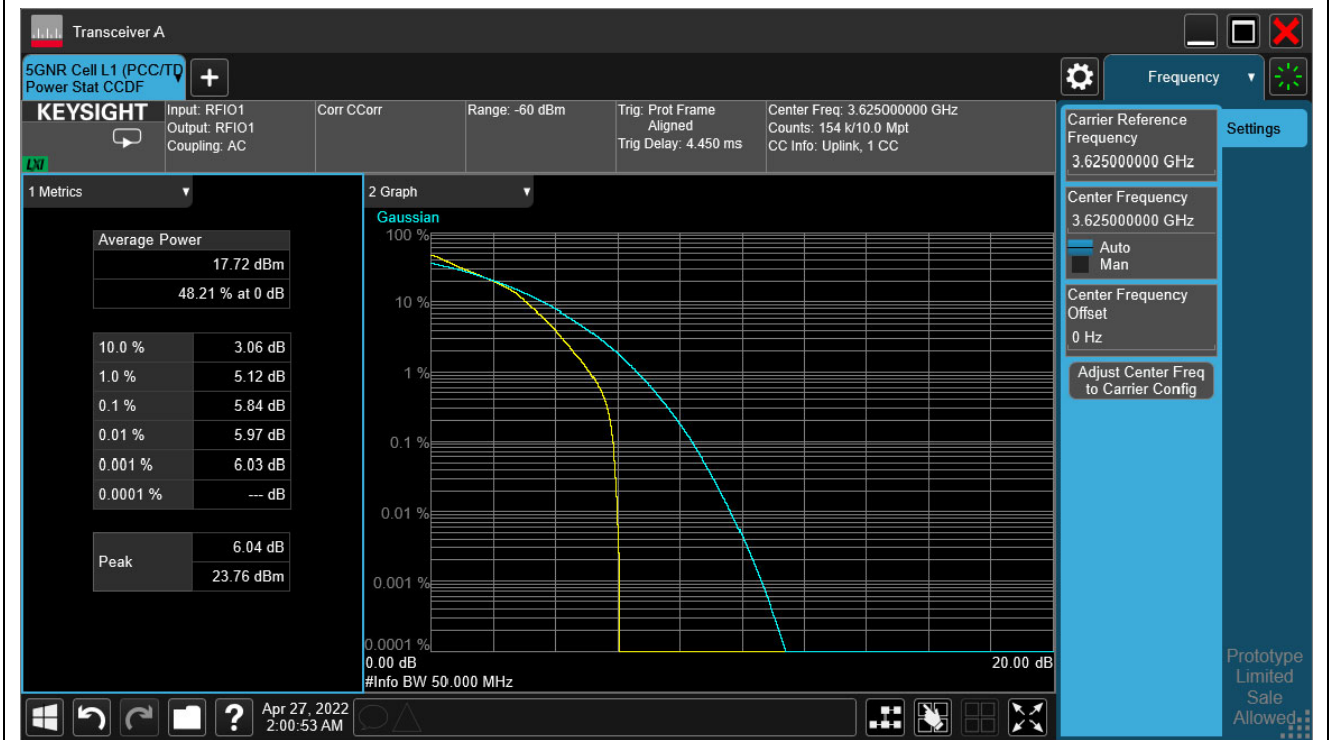 Transceiver A
5GNR Cell L1 (PCC/TD
Power Stat CCDF
Frequency
KEYSIGHT
LXI
Input: RFIO1
Output: RFIO1
Coupling: AC
Corr CCorr
Range: -60 dBm
Trig: Prot Frame
Aligned
Trig Delay: 4.450 ms
Center Freq: 3.625000000 GHz
Counts: 154 k/10.0 Mpt
CC Info: Uplink, 1 CC
1 Metrics
Average Power
17.72 dBm
48.21 % at 0 dB
10.0 % 3.06 dB
1.0 % 5.12 dB
0.1 % 5.84 dB
0.01 % 5.97 dB
0.001 % 6.03 dB
0.0001 % --- dB
Peak
6.04 dB
23.76 dBm
2 Graph
Gaussian
100 %
10 %
1 %
0.1 %
0.01 %
0.001 %
0.0001 %
0.00 dB 20.00 dB
#Info BW 50.000 MHz
Carrier Reference
Frequency
3.625000000 GHz
Center Frequency
3.625000000 GHz
Auto
Man
Center Frequency
Offset
0 Hz
Adjust Center Freq
to Carrier Config
Settings
Prototype
Limited
Sale
Allowed
?
Apr 27, 2022
2:00:53 AM